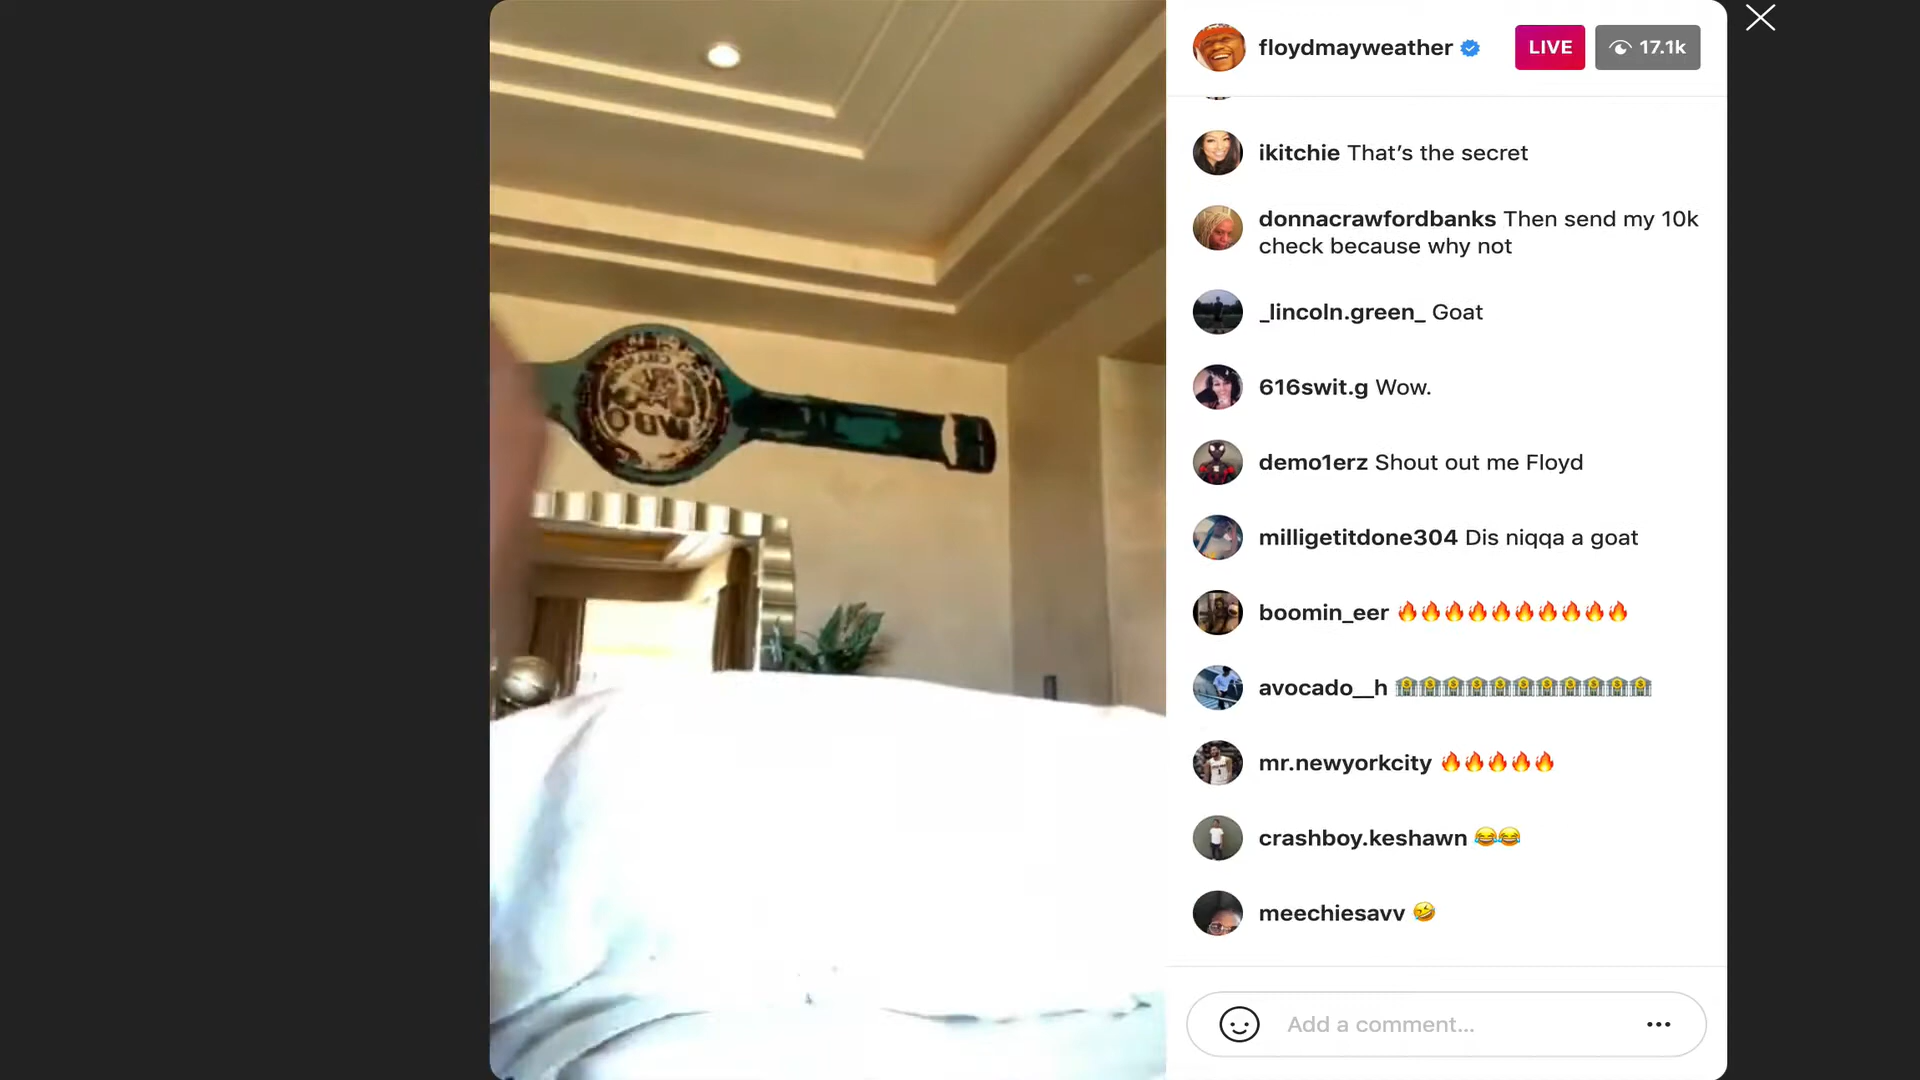 floydmayweather
LIVE
17.1k
ikitchie That’s the secret
donnacrawfordbanks Then send my 10k
check because why not
_lincoln.green_ Goat
616swit.g Wow.
demo1erz Shout out me Floyd
milligetitdone304 Dis niqqa a goat
boomin_eer 🔥🔥🔥🔥🔥🔥🔥🔥🔥🔥
avocado__h 🏦🏦🏦🏦🏦🏦🏦🏦🏦🏦🏦
mr.newyorkcity 🔥🔥🔥🔥🔥
crashboy.keshawn 😂😂
meechiesavv 🤣
Add a comment...